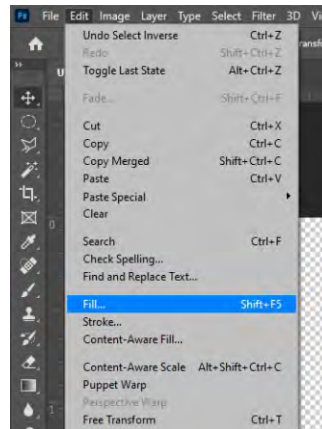 Ps File Edit Image Layer Type Select Filter 3D Vi
Undo Select Inverse Ctrl+Z
Redo Shift+Ctrl+Z
Toggle Last State Alt+Ctrl+Z
Fade... Shift+Ctrl+F
Cut Ctrl+X
Copy Ctrl+C
Copy Merged Shift+Ctrl+C
Paste Ctrl+V
Paste Special
Clear
Search Ctrl+F
Check Spelling...
Find and Replace Text...
Fill... Shift+F5
Stroke...
Content-Aware Fill...
Content-Aware Scale Alt+Shift+Ctrl+C
Puppet Warp
Perspective Warp
Free Transform Ctrl+T